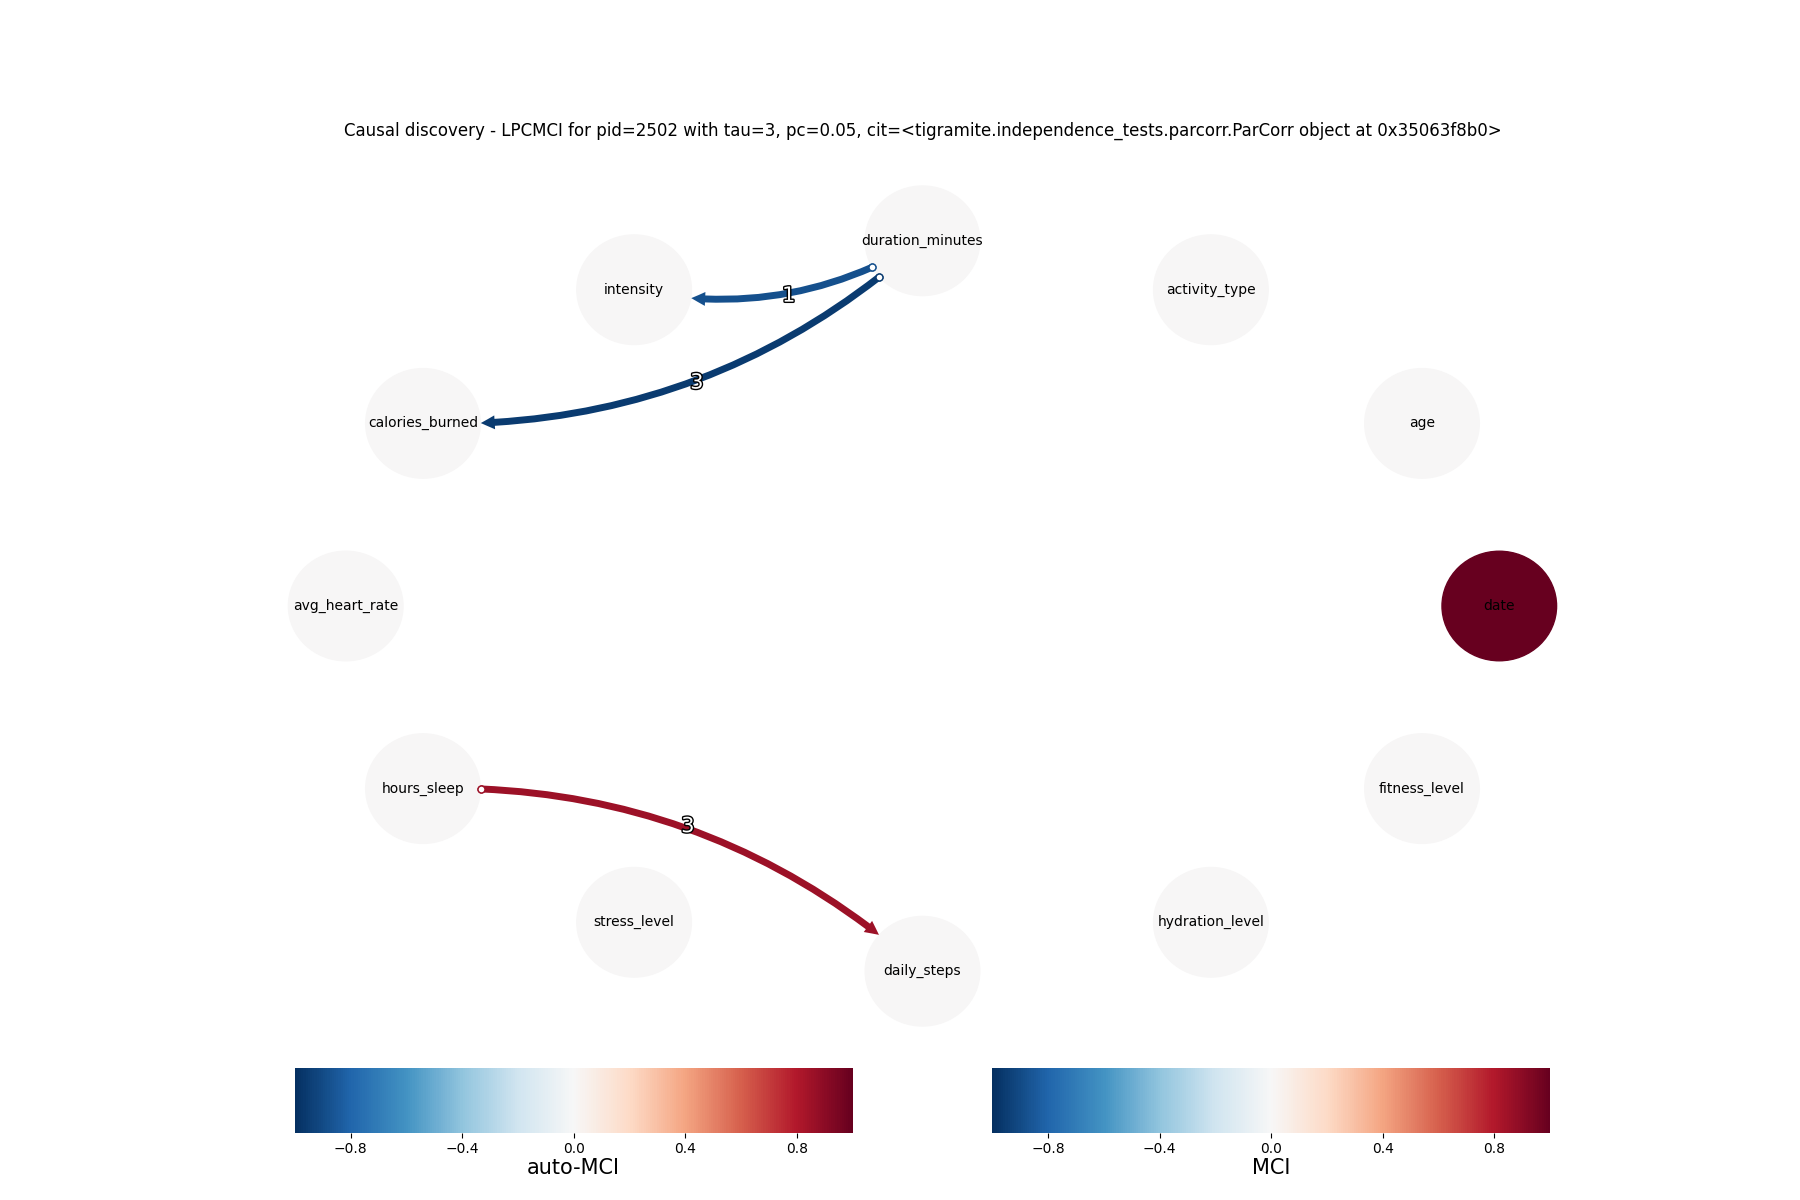 Causal discovery - LPCMCI for pid=2502 with tau=3, pc=0.05, cit=<tigramite.independence_tests.parcorr.ParCorr object at 0x35063f8b0>
duration_minutes
intensity
activity_type
1
3
calories_burned
age
avg_heart_rate
date
hours_sleep
fitness_level
3
stress_level
hydration_level
daily_steps
−0.8 −0.4 0.0 0.4 0.8
auto-MCI
−0.8 −0.4 0.0 0.4 0.8
MCI